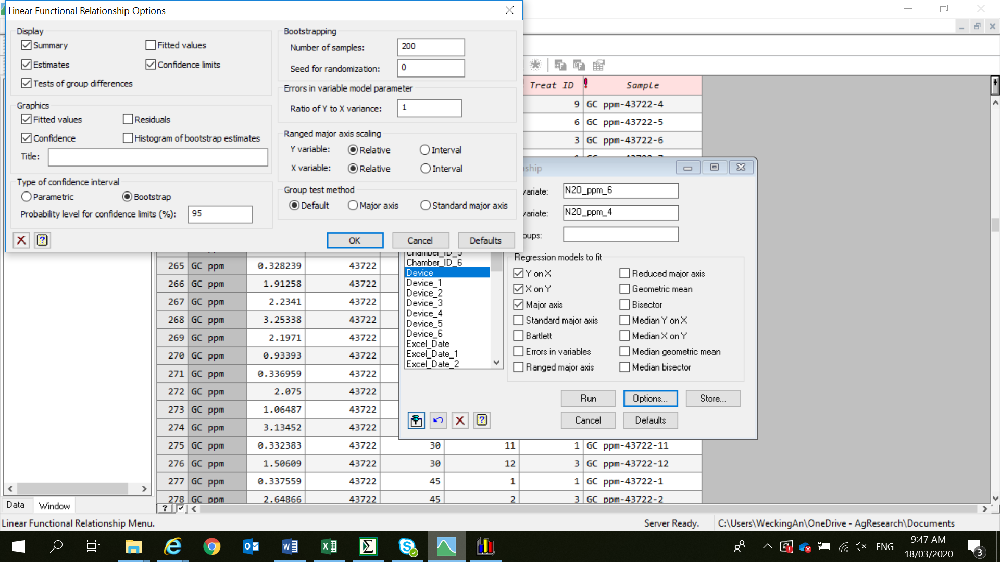 Linear Functional Relationship Options
Display
Summary
Fitted values
Estimates
Confidence limits
Tests of group differences
Graphics
Fitted values
Residuals
Confidence
Histogram of bootstrap estimates
Title:
Type of confidence interval
Parametric
Bootstrap
Probability level for confidence limits (%): 95
Bootstrapping
Number of samples: 200
Seed for randomization: 0
Errors in variable model parameter
Ratio of Y to X variance: 1
Ranged major axis scaling
Y variable: Relative Interval
X variable: Relative Interval
Group test method
Default Major axis Standard major axis
OK Cancel Defaults
Treat ID Sample
9 GC ppm-43722-4
6 GC ppm-43722-5
3 GC ppm-43722-6
ship
variate: N2O_ppm_6
variate: N2O_ppm_4
oups:
Chamber_ID_6
Device
Device_1
Device_2
Device_3
Device_4
Device_5
Device_6
Excel_Date
Excel_Date_1
Excel_Date_2
Regression models to fit
Y on X
Reduced major axis
X on Y
Geometric mean
Major axis
Bisector
Standard major axis
Median Y on X
Bartlett
Median X on Y
Errors in variables
Median geometric mean
Ranged major axis
Median bisector
Run Options... Store...
Cancel Defaults
265 GC ppm 0.328239 43722
266 GC ppm 1.91258 43722
267 GC ppm 2.2341 43722
268 GC ppm 3.25338 43722
269 GC ppm 2.1971 43722
270 GC ppm 0.93393 43722
271 GC ppm 0.336959 43722
272 GC ppm 2.075 43722
273 GC ppm 1.06487 43722
274 GC ppm 3.13452 43722
275 GC ppm 0.332383 43722 30 11 1 GC ppm-43722-11
276 GC ppm 1.50609 43722 30 12 3 GC ppm-43722-12
277 GC ppm 0.337559 43722 45 1 1 GC ppm-43722-1
278 GC ppm 2.64866 43722 45 2 3 GC ppm-43722-2
Data Window
Linear Functional Relationship Menu.
Server Ready.
C:\Users\WeckingAn\OneDrive - AgResearch\Documents
ENG
9:47 AM
18/03/2020
3